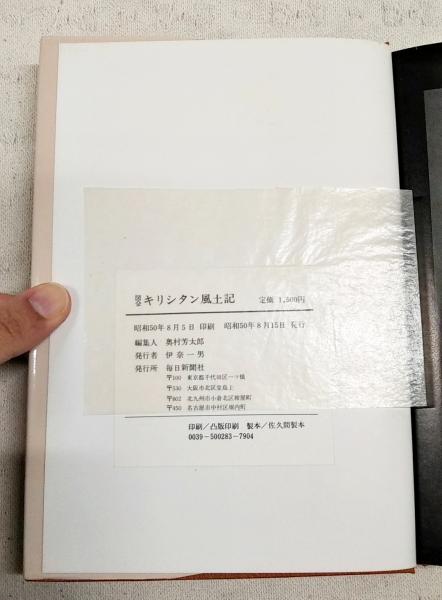 キリシタン風土記 定価 1,500円
昭和50年8月5日 印刷 昭和50年8月15日 発行
編集人 奥村芳太郎
発行者 伊奈一男
発行所 毎日新聞社
〒100 東京都千代田区一ツ橋
〒530 大阪市北区堂島上
〒802 北九州市小倉北区紺屋町
〒450 名古屋市中村区堀内町
印刷/凸版印刷 製本/佐久間製本
0039-500283-7904